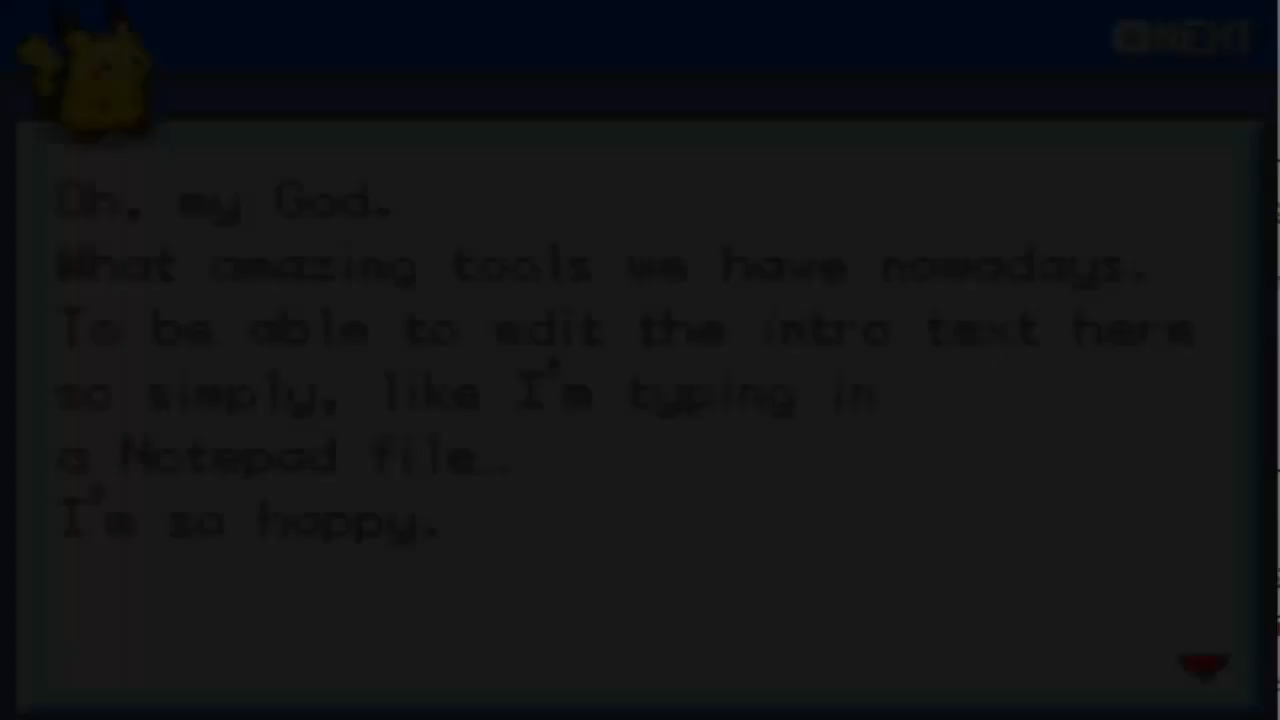 NEXT
Oh, my God.
What amazing tools we have nowadays.
To be able to edit the intro text here
so simply, like I'm typing in
a Notepad file…
I'm so happy.